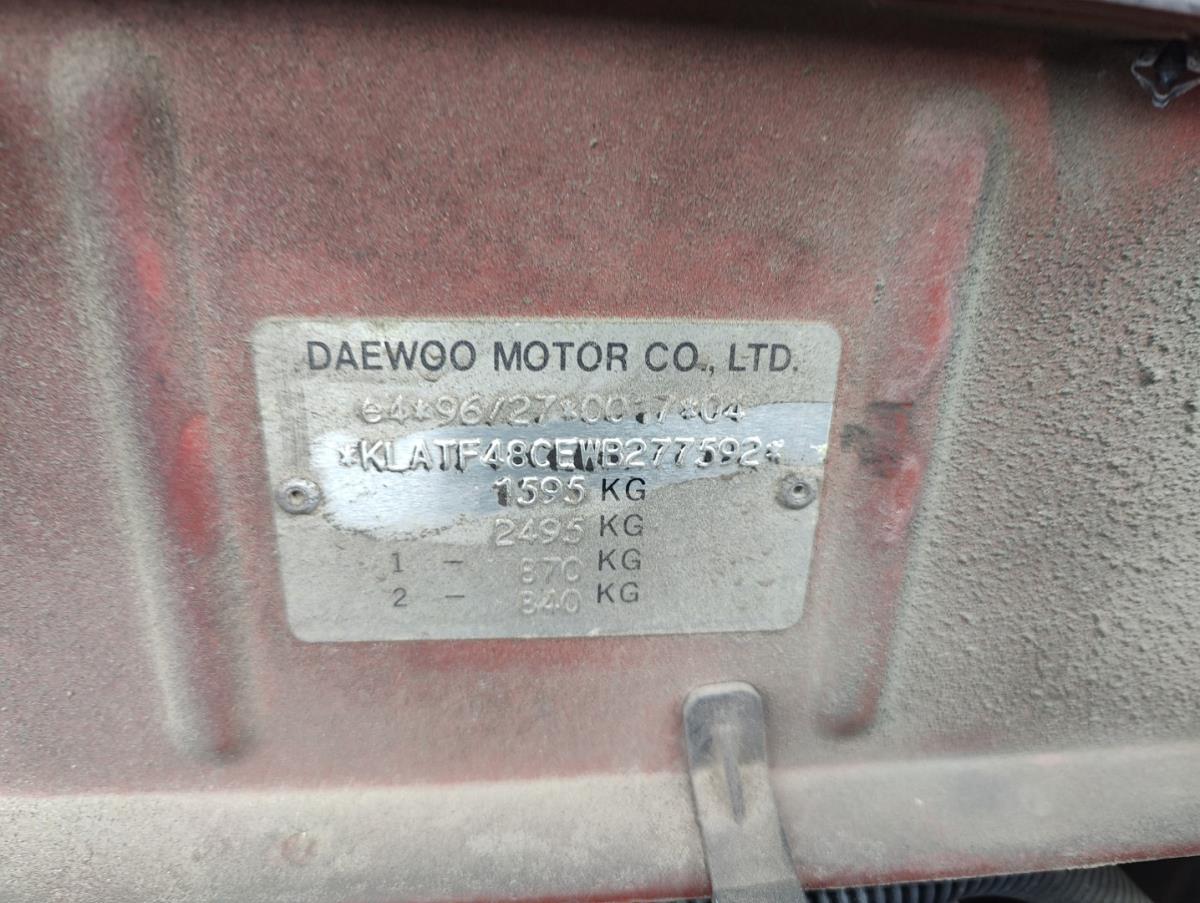 DAEWOO MOTOR CO., LTD.
e4*96/27*0017*04
*KLATF48CEWB277592*
1595 KG
2495 KG
1 - 870 KG
2 - 840 KG